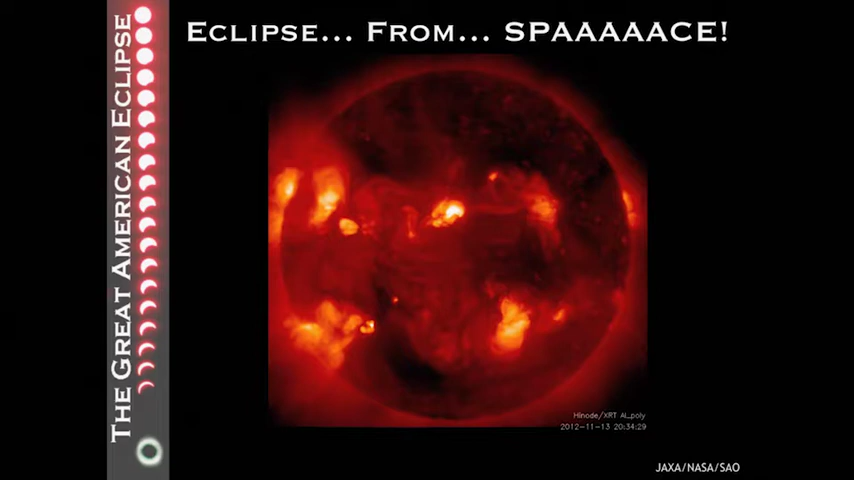 ECLIPSE... FROM... SPAAAAACE!
THE GREAT AMERICAN ECLIPSE
Hinode/XRT Al_poly
2012-11-13 20:34:29
JAXA/NASA/SAO